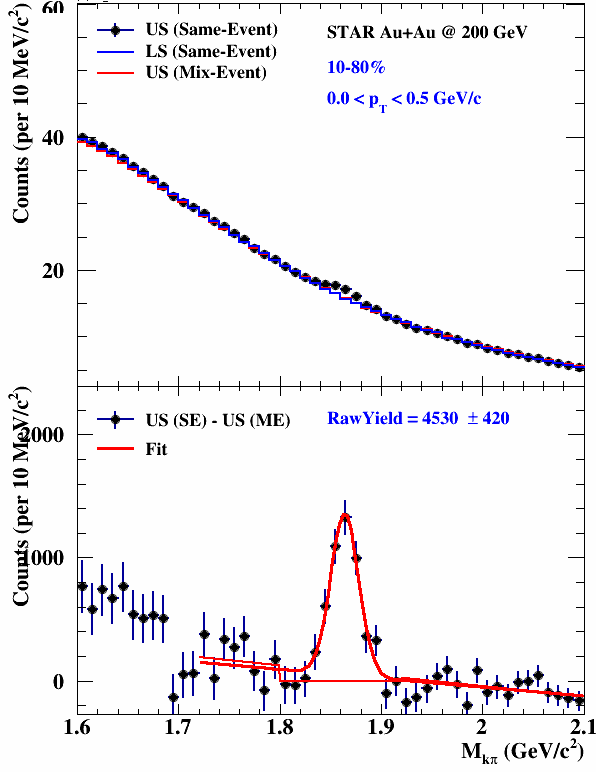 60
US (Same-Event)
LS (Same-Event)
US (Mix-Event)
STAR Au+Au @ 200 GeV
10-80%
0.0 < pT < 0.5 GeV/c
Counts (per 10 MeV/c²)
40
20
US (SE) - US (ME)
Fit
RawYield = 4530 ± 420
Counts (per 10 MeV/c²)
2000
1000
0
1.6 1.7 1.8 1.9 2 2.1
Mkπ (GeV/c²)